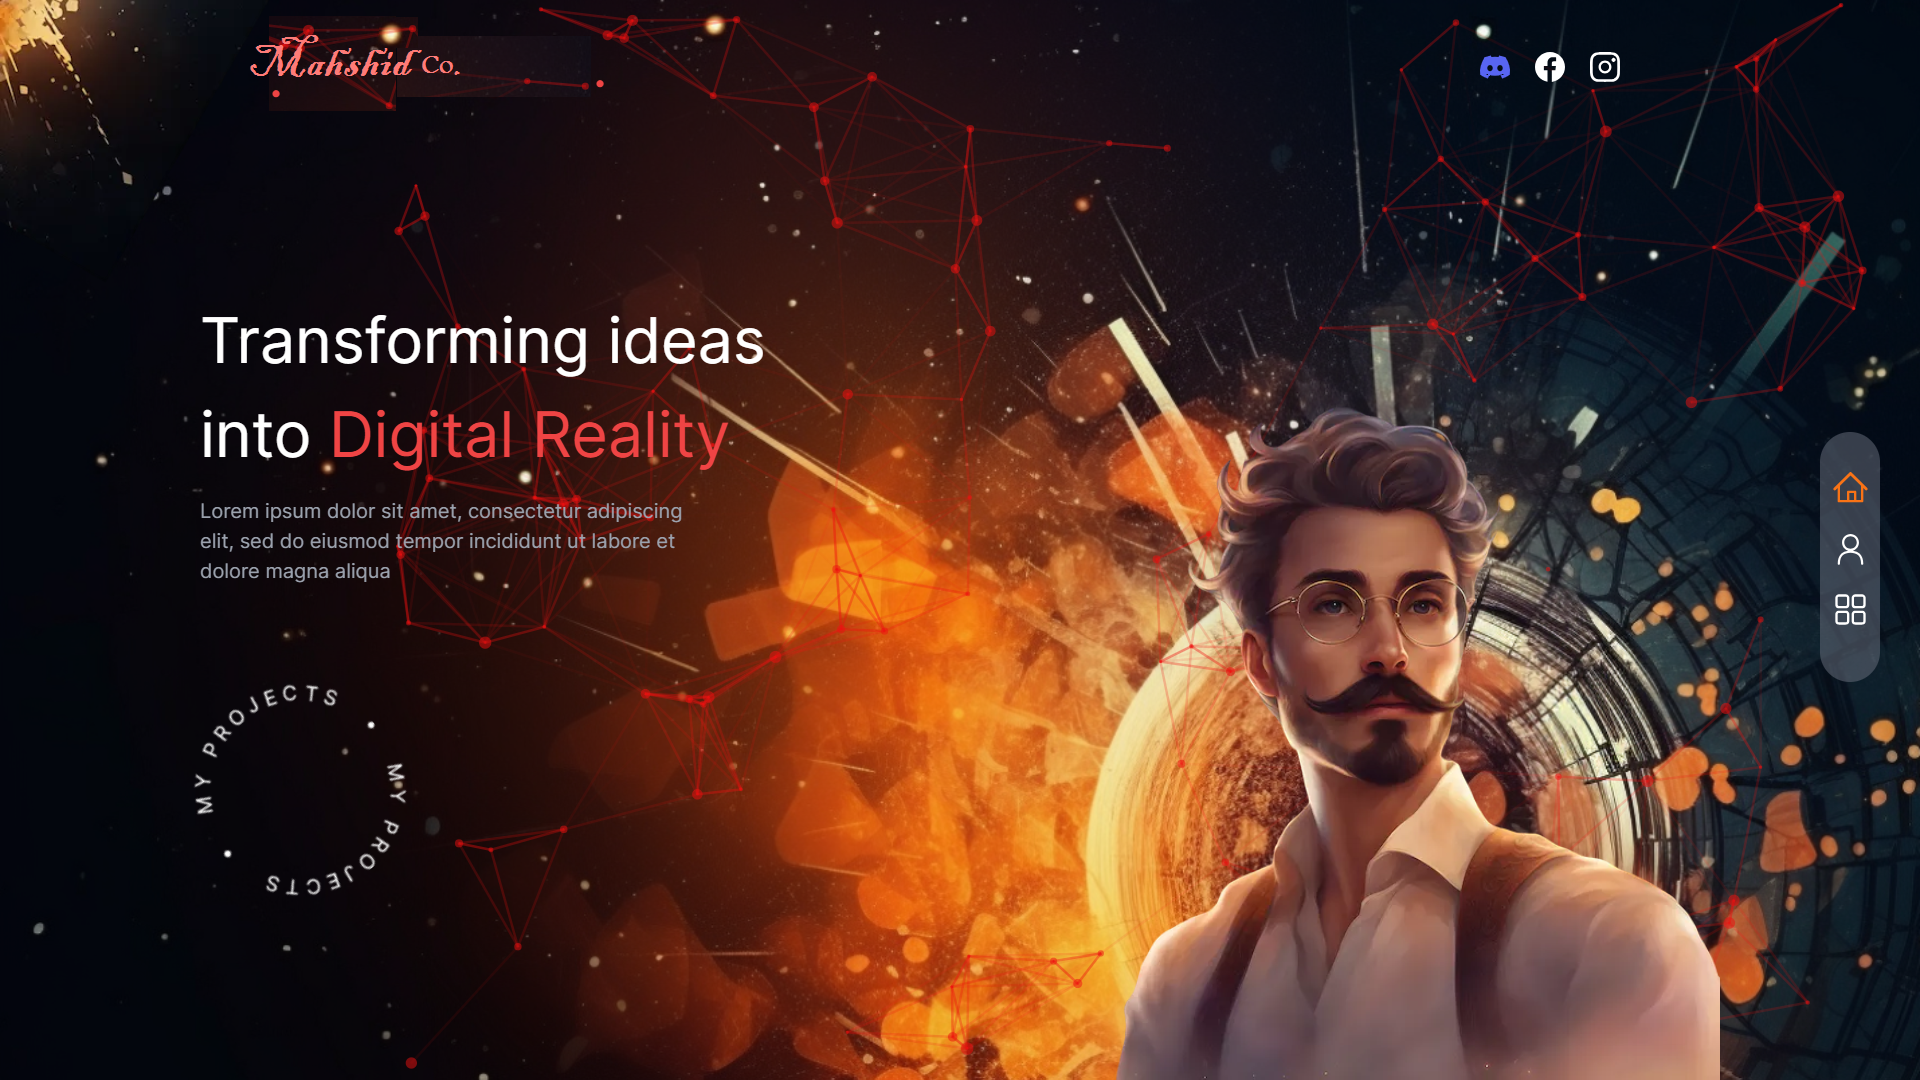 Mahshid Co.
Transforming ideas
into Digital Reality
Lorem ipsum dolor sit amet, consectetur adipiscing
elit, sed do eiusmod tempor incididunt ut labore et
dolore magna aliqua
MY PROJECTS
MY PROJECTS